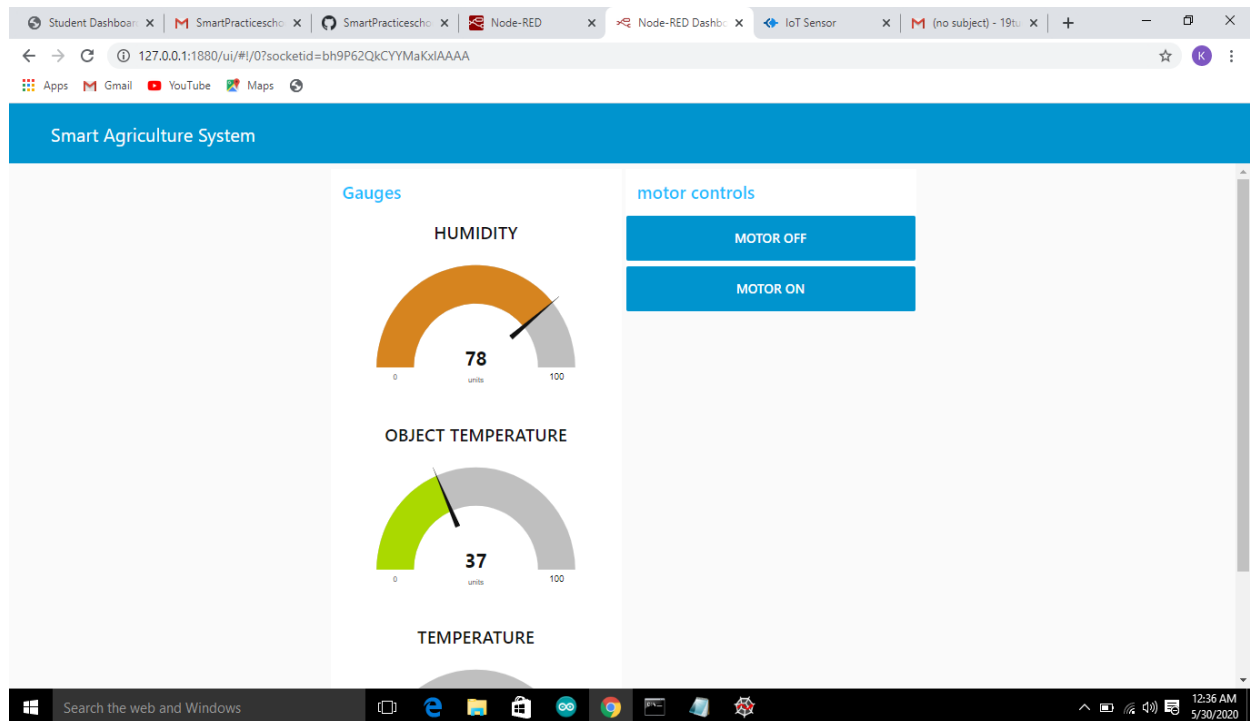 Student Dashboar
SmartPracticescho
SmartPracticescho
Node-RED
Node-RED Dashbo
IoT Sensor
(no subject) - 19tu
127.0.0.1:1880/ui/#!/0?socketid=bh9P62QkCYYMaKxIAAAA
K
Apps
Gmail
YouTube
Maps
Smart Agriculture System
Gauges
HUMIDITY
78
units
0
100
OBJECT TEMPERATURE
37
units
0
100
TEMPERATURE
motor controls
MOTOR OFF
MOTOR ON
Search the web and Windows
12:36 AM
5/30/2020